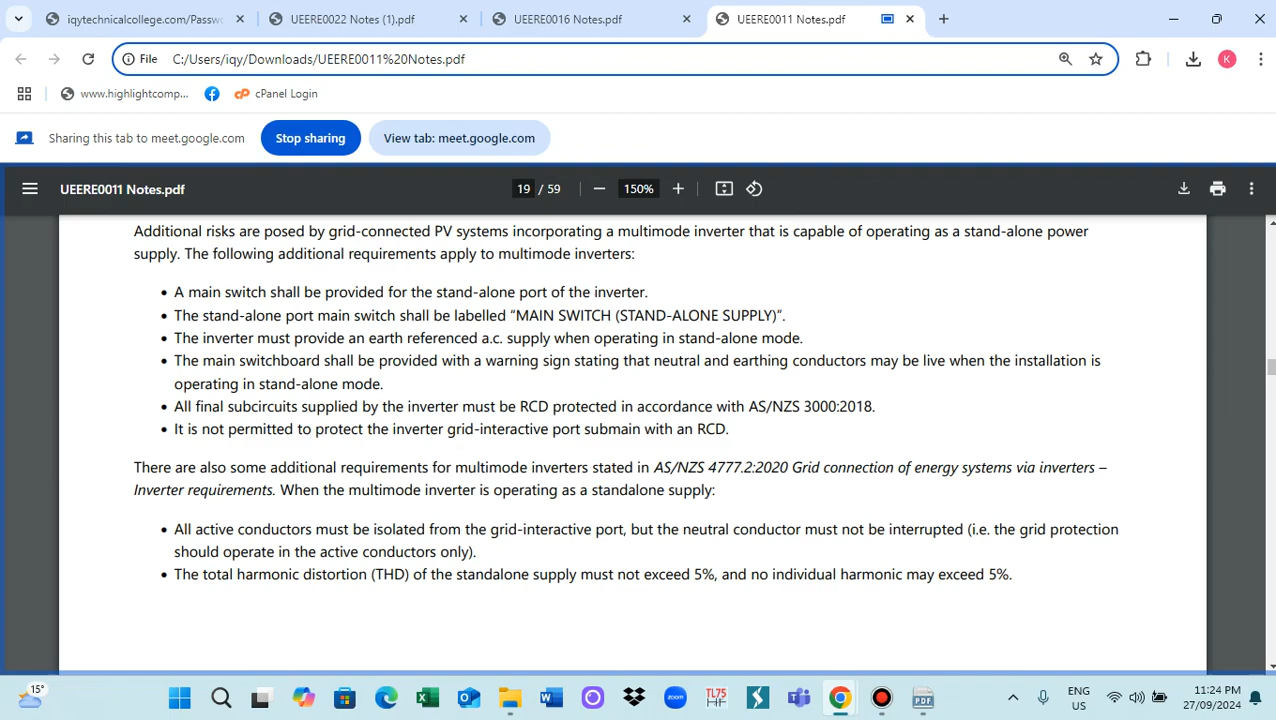 iqytechnicalcollege.com/Passwo
UEERE0022 Notes (1).pdf
UEERE0016 Notes.pdf
UEERE0011 Notes.pdf
File
C:/Users/iqy/Downloads/UEERE0011%20Notes.pdf
K
www.highlightcomp...
cPanel Login
Sharing this tab to meet.google.com
Stop sharing
View tab: meet.google.com
UEERE0011 Notes.pdf
19 / 59
150%
Additional risks are posed by grid-connected PV systems incorporating a multimode inverter that is capable of operating as a stand-alone power
supply. The following additional requirements apply to multimode inverters:
• A main switch shall be provided for the stand-alone port of the inverter.
• The stand-alone port main switch shall be labelled “MAIN SWITCH (STAND-ALONE SUPPLY)”.
• The inverter must provide an earth referenced a.c. supply when operating in stand-alone mode.
• The main switchboard shall be provided with a warning sign stating that neutral and earthing conductors may be live when the installation is
operating in stand-alone mode.
• All final subcircuits supplied by the inverter must be RCD protected in accordance with AS/NZS 3000:2018.
• It is not permitted to protect the inverter grid-interactive port submain with an RCD.
There are also some additional requirements for multimode inverters stated in AS/NZS 4777.2:2020 Grid connection of energy systems via inverters –
Inverter requirements. When the multimode inverter is operating as a standalone supply:
• All active conductors must be isolated from the grid-interactive port, but the neutral conductor must not be interrupted (i.e. the grid protection
should operate in the active conductors only).
• The total harmonic distortion (THD) of the standalone supply must not exceed 5%, and no individual harmonic may exceed 5%.
15°
zoom
TL75
HiF
PDF
ENG
US
11:24 PM
27/09/2024